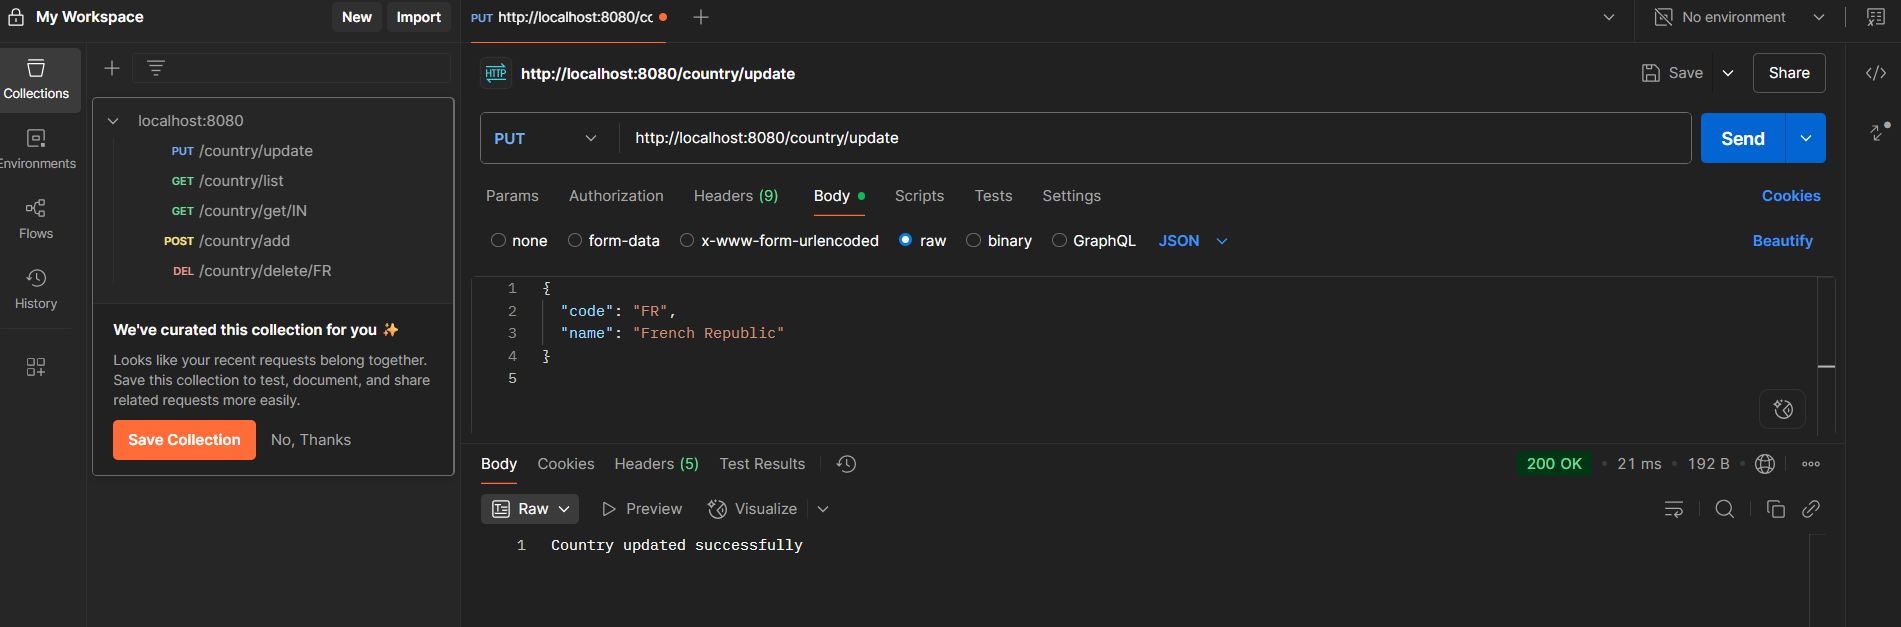 My Workspace
New
Import
PUT http://localhost:8080/cc
No environment
Collections
Environments
Flows
History
localhost:8080
PUT /country/update
GET /country/list
GET /country/get/IN
POST /country/add
DEL /country/delete/FR
We've curated this collection for you ✨
Looks like your recent requests belong together.
Save this collection to test, document, and share
related requests more easily.
Save Collection
No, Thanks
HTTP http://localhost:8080/country/update
Save
Share
PUT
http://localhost:8080/country/update
Send
Params
Authorization
Headers (9)
Body
Scripts
Tests
Settings
Cookies
none
form-data
x-www-form-urlencoded
raw
binary
GraphQL
JSON
Beautify
1 {
2 "code": "FR",
3 "name": "French Republic"
4 }
5
Body
Cookies
Headers (5)
Test Results
200 OK
21 ms
192 B
Raw
Preview
Visualize
1 Country updated successfully